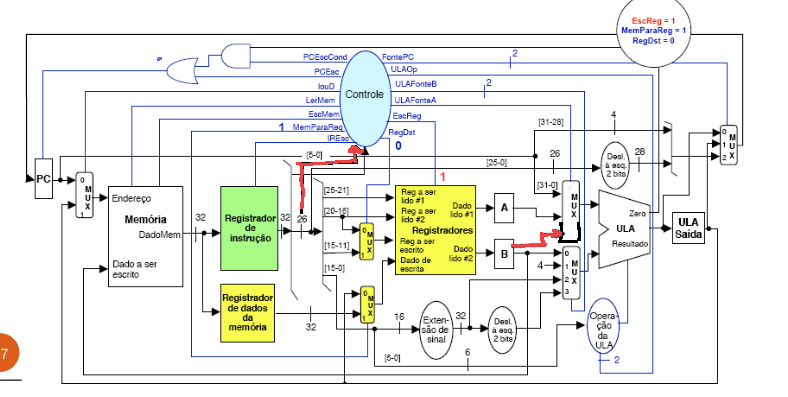 EscReg = 1
MemParaReg = 1
RegDst = 0
PCEscCond
FontePC
2
PCEsc
ULAOp
IouD
ULAFonteB
2
LerMem
Controle
ULAFonteA
EscMem
EscReg
1 MemParaReg
RegDst
IREsc
0
[31-28]
4
[5-0]
26
Desl.
à esq.
2 bits
28
[25-0]
0
1
2
M
U
X
PC
0
M
U
X
1
Endereço
Memória
DadoMem
Dado a ser
escrito
32
Registrador
de
instrução
32
26
1
[31-0]
[25-21]
[20-16]
[15-11]
[15-0]
0
M
U
X
1
Reg a ser
lido #1
Reg a ser
lido #2
Registradores
Reg a ser
escrito
Dado de
escrita
Dado
lido #1
Dado
lido #2
A
B
M
U
X
4
0
1
2
3
M
U
X
Zero
ULA
Resultado
ULA
Saída
Registrador
de dados
da
memória
0
M
U
X
1
32
16
Exten-
são de
sinal
32
Desl.
à esq.
2 bits
Opera-
ção
da
ULA
[5-0]
6
2
7